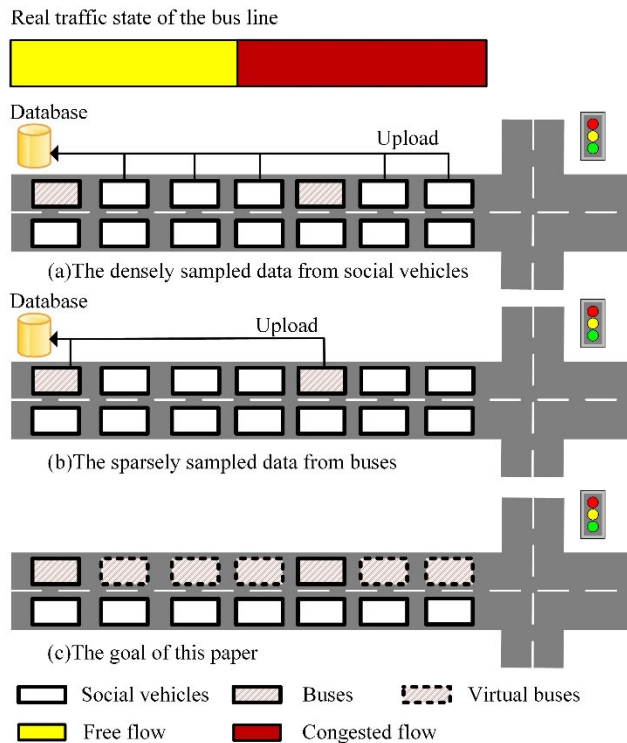 Real traffic state of the bus line
Database
Upload
(a)The densely sampled data from social vehicles
Database
Upload
(b)The sparsely sampled data from buses
(c)The goal of this paper
Social vehicles
Buses
Virtual buses
Free flow
Congested flow